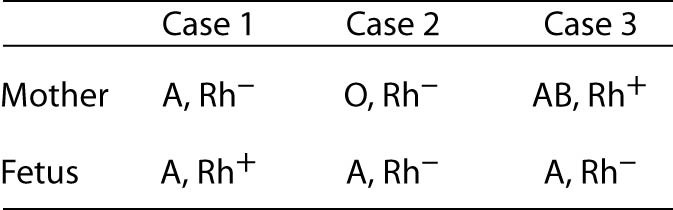 Case 1 Case 2 Case 3
Mother A, Rh⁻ O, Rh⁻ AB, Rh⁺
Fetus A, Rh⁺ A, Rh⁻ A, Rh⁻